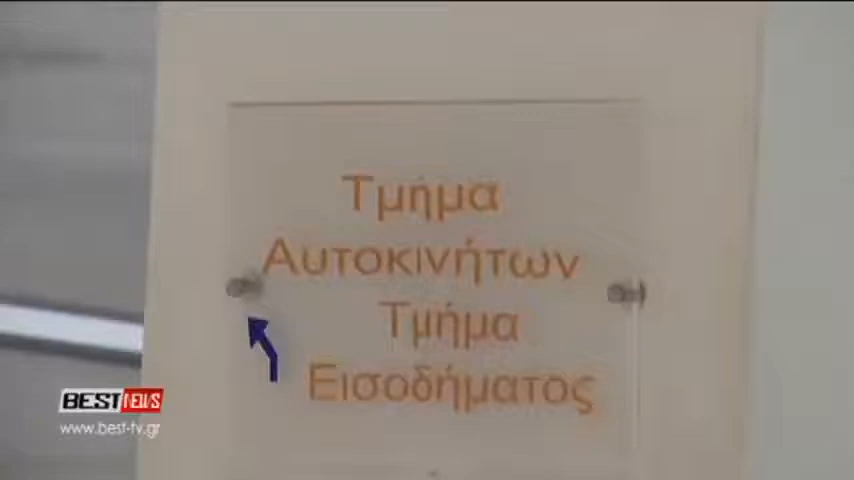 Τμήμα
Αυτοκινήτων
Τμήμα
Εισοδήματος
BEST NEWS
www.best-tv.gr